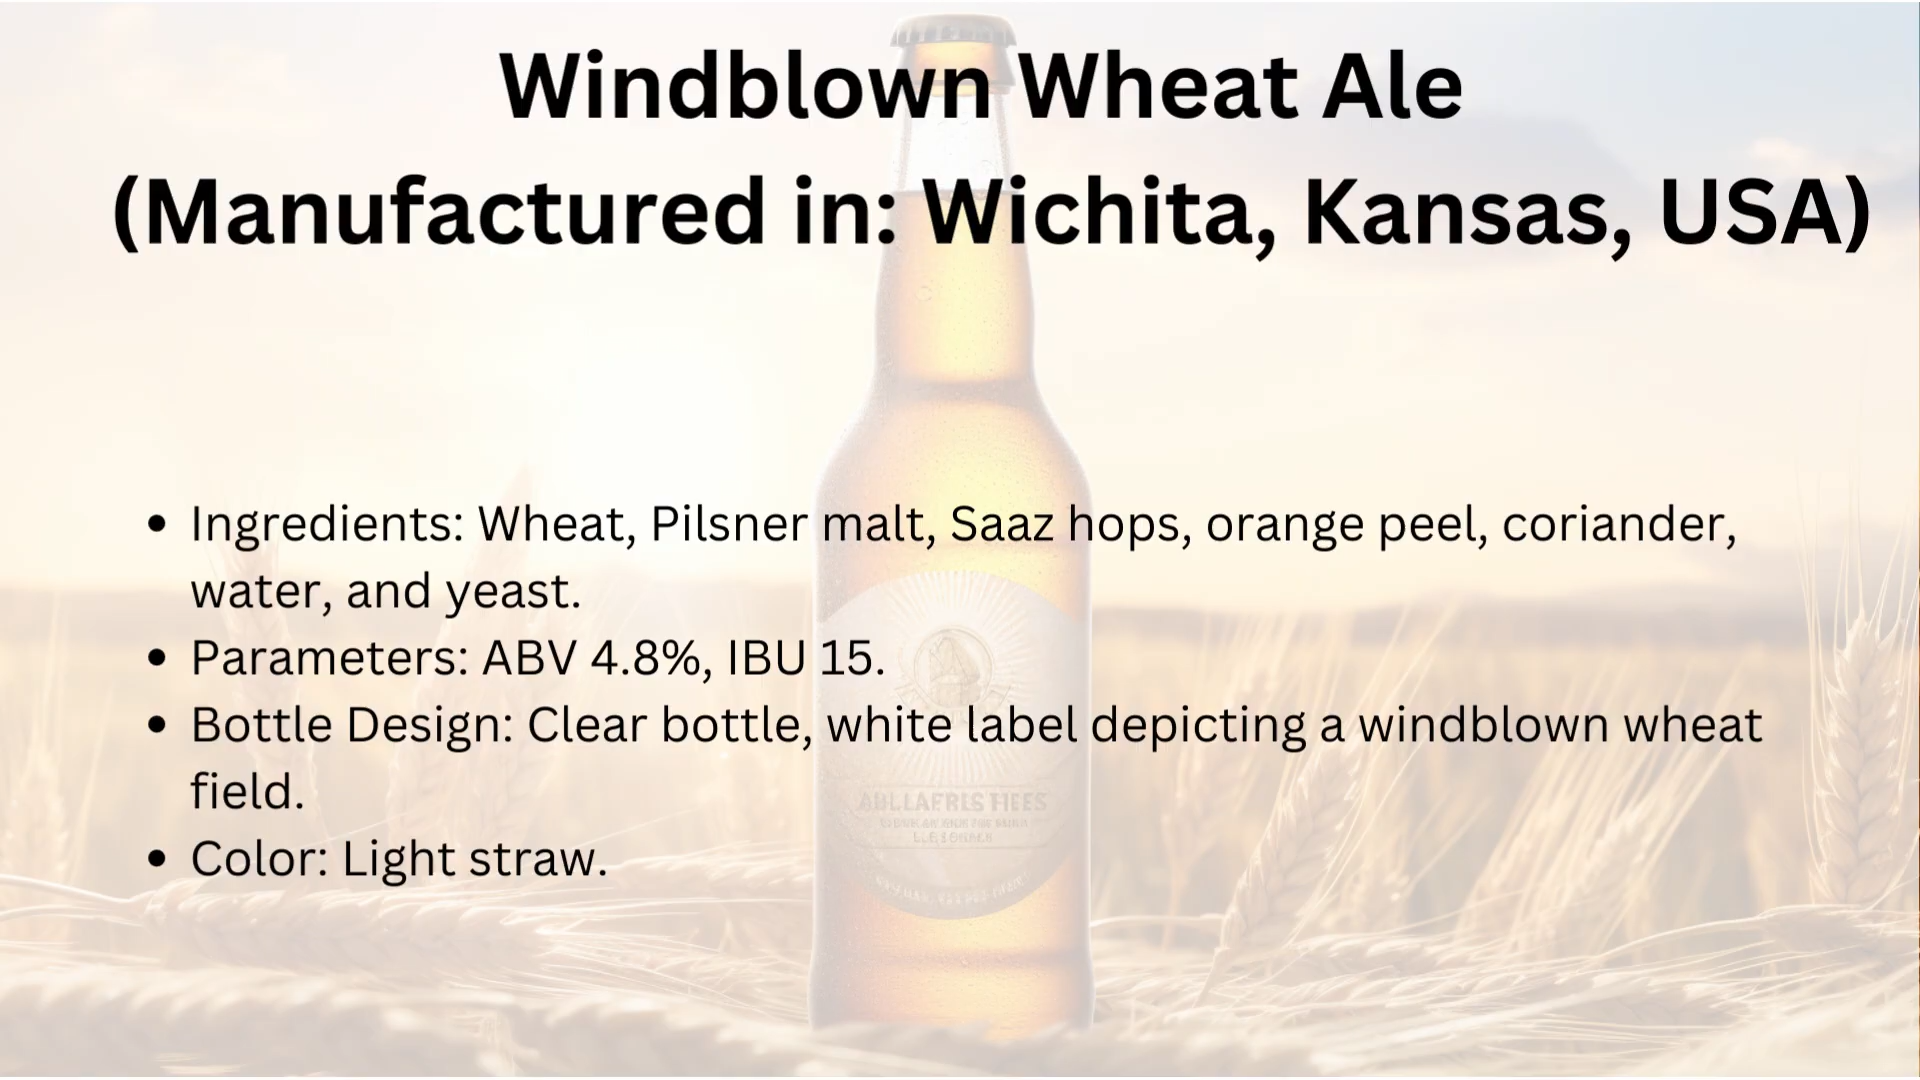 Windblown Wheat Ale
(Manufactured in: Wichita, Kansas, USA)
• Ingredients: Wheat, Pilsner malt, Saaz hops, orange peel, coriander,
water, and yeast.
• Parameters: ABV 4.8%, IBU 15.
• Bottle Design: Clear bottle, white label depicting a windblown wheat
field.
• Color: Light straw.